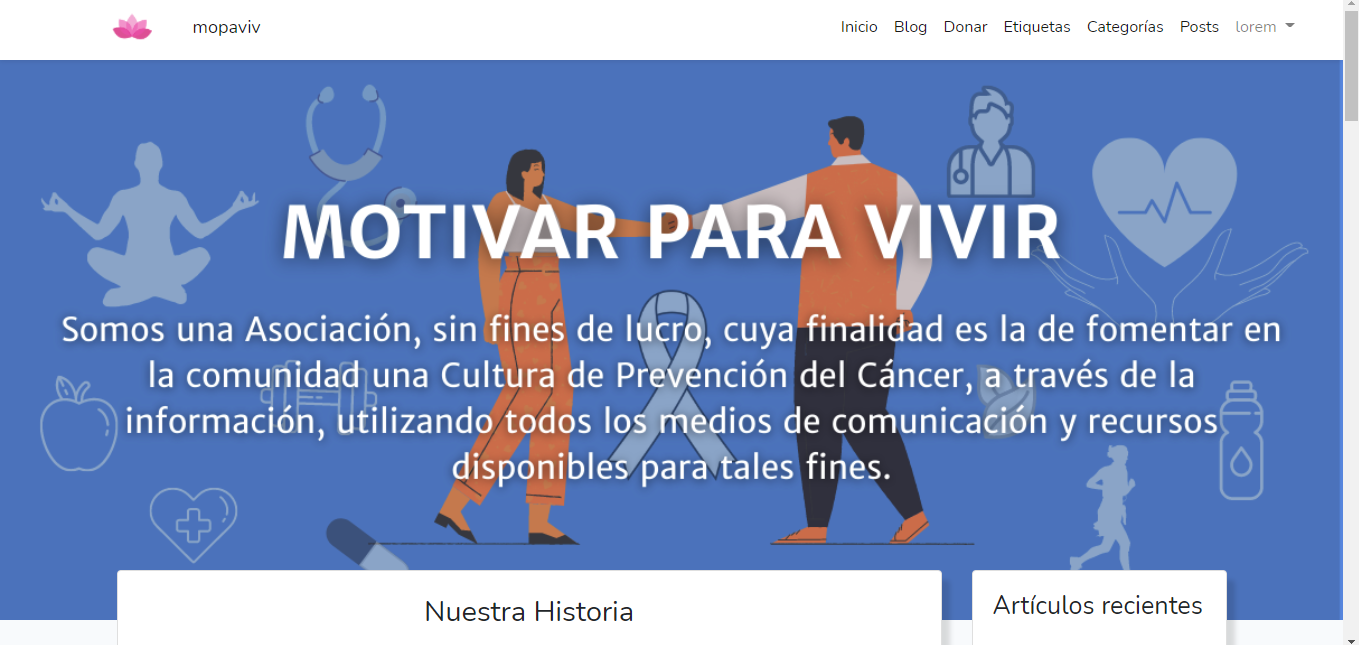 mopaviv
Inicio Blog Donar Etiquetas Categorías Posts lorem
MOTIVAR PARA VIVIR
Somos una Asociación, sin fines de lucro, cuya finalidad es la de fomentar en
la comunidad una Cultura de Prevención del Cáncer, a través de la
información, utilizando todos los medios de comunicación y recursos
disponibles para tales fines.
Nuestra Historia
Artículos recientes